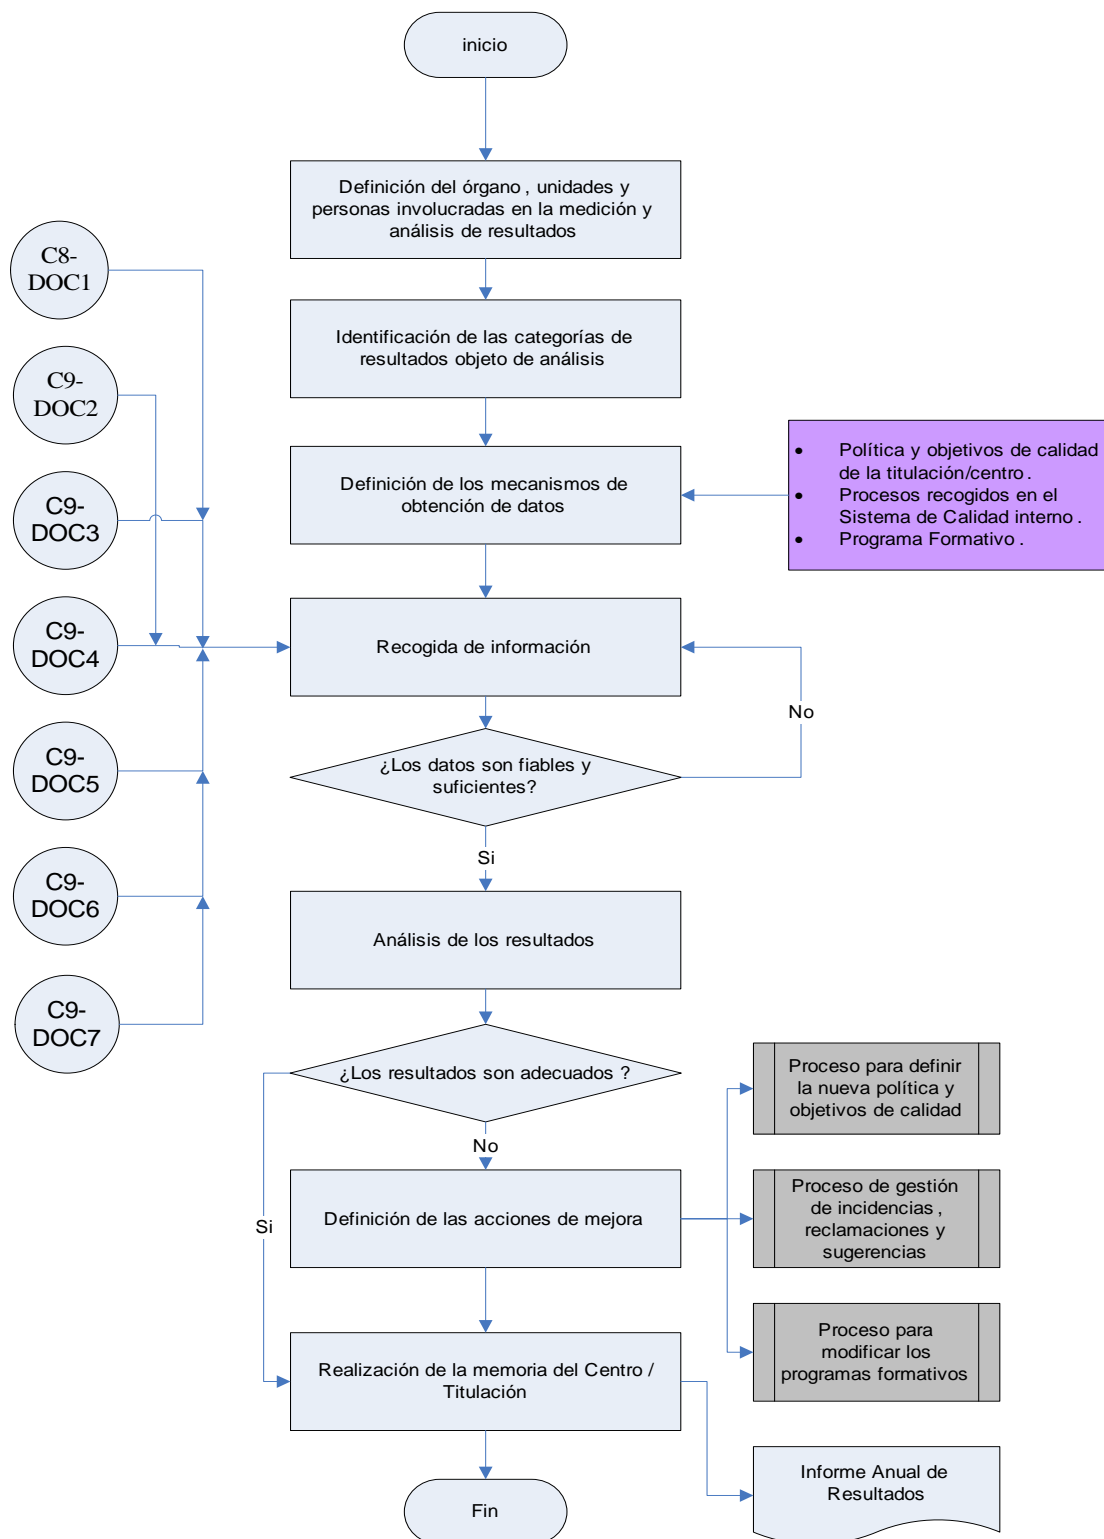 inicio
Definición del órgano , unidades y
personas involucradas en la medición y
análisis de resultados
C8-
DOC1
Identificación de las categorías de
resultados objeto de análisis
C9-
DOC2
Definición de los mecanismos de
obtención de datos
• Política y objetivos de calidad
de la titulación/centro .
• Procesos recogidos en el
Sistema de Calidad interno .
• Programa Formativo .
C9-
DOC3
Recogida de información
C9-
DOC4
No
¿Los datos son fiables y
suficientes?
C9-
DOC5
Si
C9-
DOC6
Análisis de los resultados
C9-
DOC7
¿Los resultados son adecuados ?
Proceso para definir
la nueva política y
objetivos de calidad
No
Si
Definición de las acciones de mejora
Proceso de gestión
de incidencias ,
reclamaciones y
sugerencias
Realización de la memoria del Centro /
Titulación
Proceso para
modificar los
programas formativos
Informe Anual de
Resultados
Fin